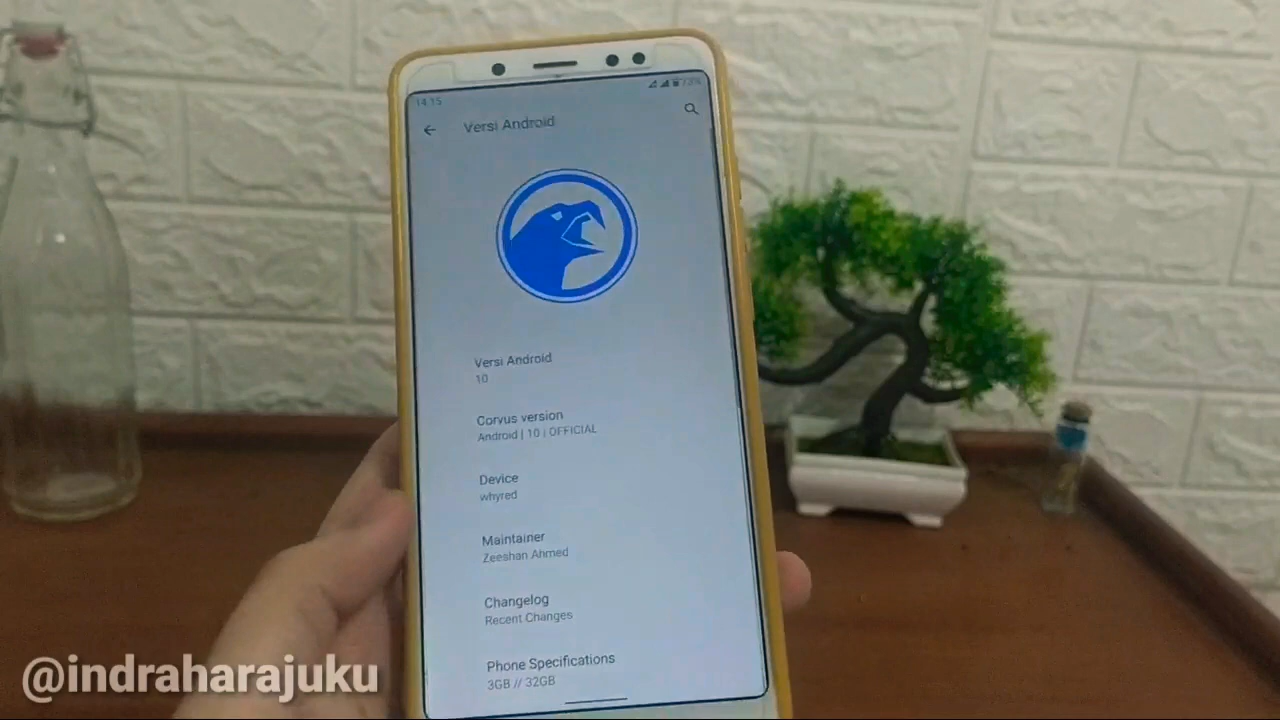 14:15
Versi Android
Versi Android
10
Corvus version
Android | 10 | OFFICIAL
Device
whyred
Maintainer
Zeeshan Ahmed
Changelog
Recent Changes
Phone Specifications
3GB // 32GB
@indraharajuku